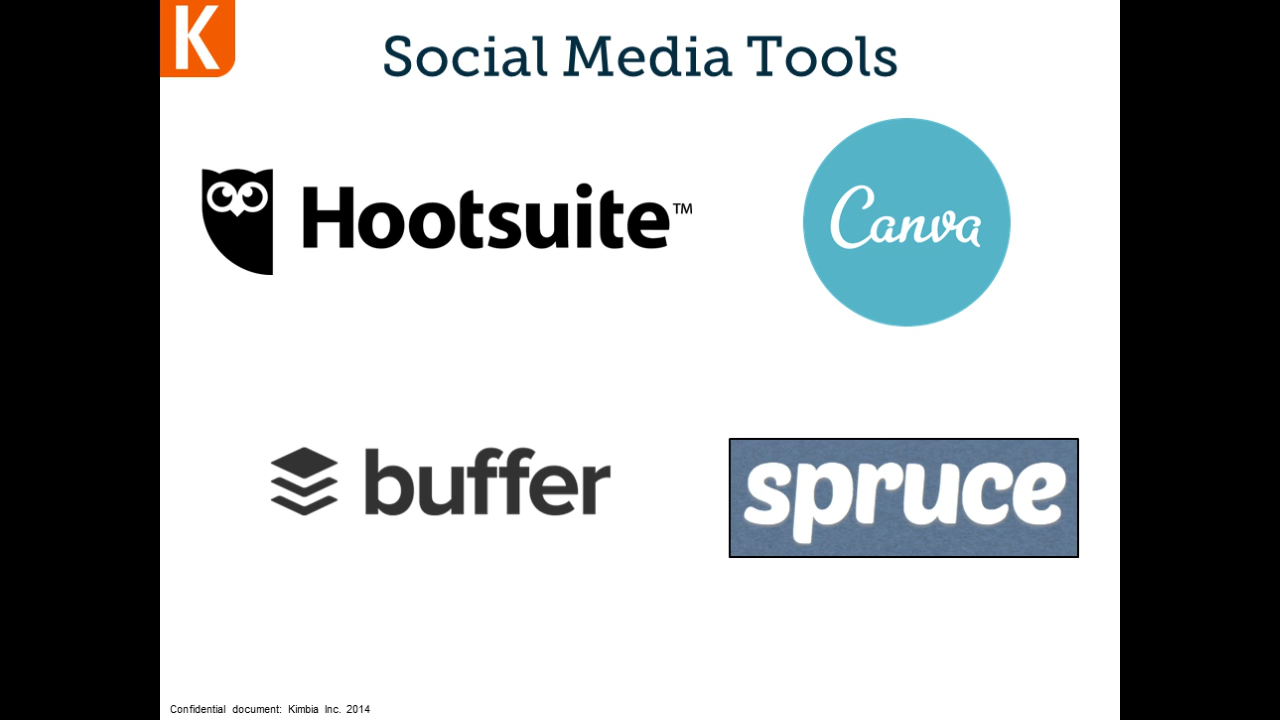 K
Social Media Tools
Hootsuite™
Canva
buffer
spruce
Confidential document: Kimbia Inc. 2014